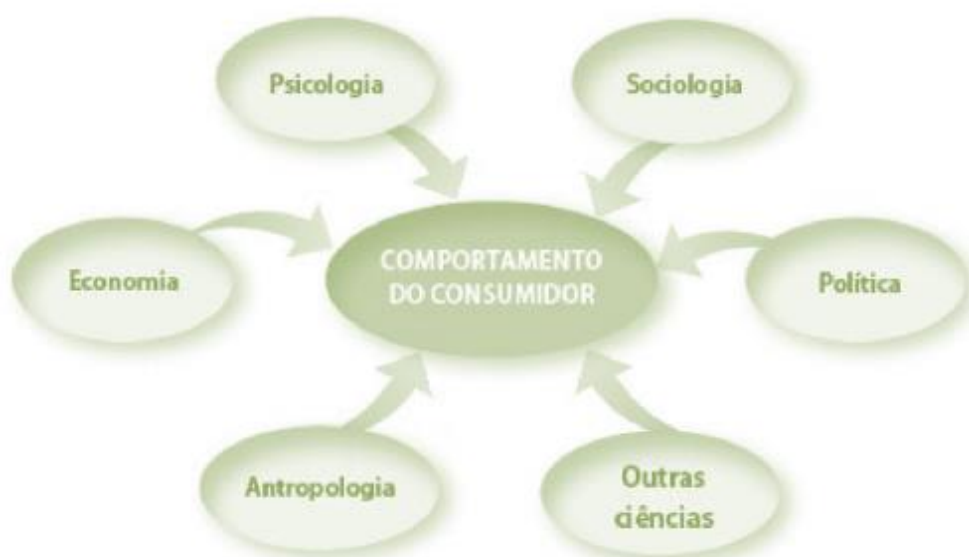 Psicologia
Sociologia
Economia
COMPORTAMENTO
DO CONSUMIDOR
Política
Antropologia
Outras
ciências